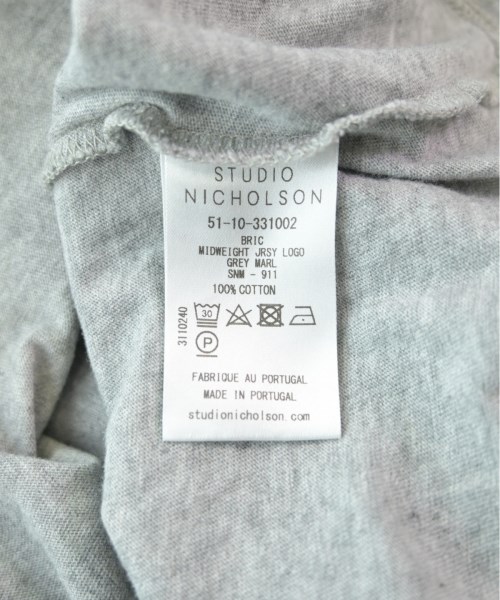 STUDIO
NICHOLSON
51-10-331002
BRIC
MIDWEIGHT JRSY LOGO
GREY MARL
SNM - 911
100% COTTON
3110240
30
P
FABRIQUE AU PORTUGAL
MADE IN PORTUGAL
studionicholson.com